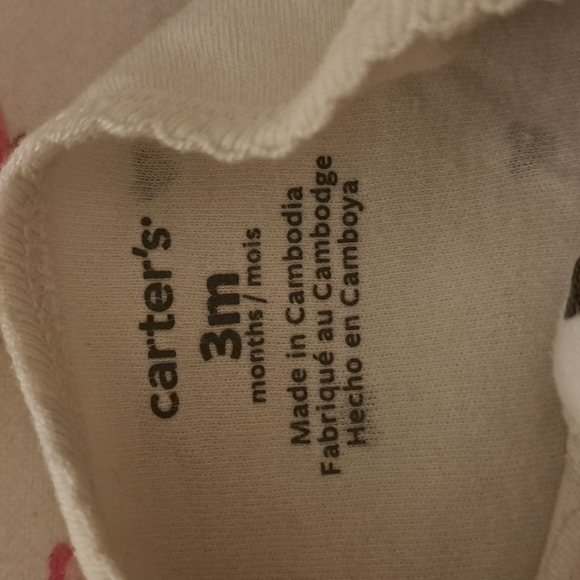 carter's
3m
months / mois
Made in Cambodia
Fabriqué au Cambodge
Hecho en Camboya